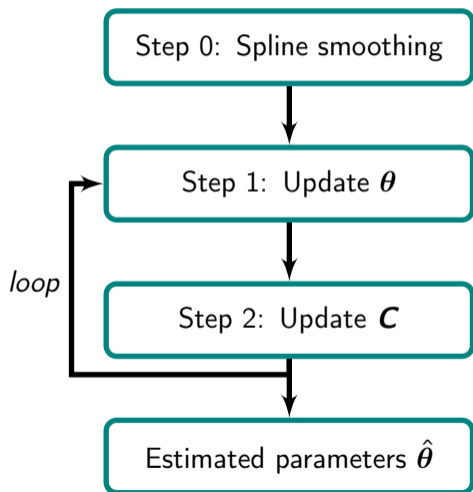 Step 0: Spline smoothing
Step 1: Update θ
loop
Step 2: Update C
Estimated parameters θ̂